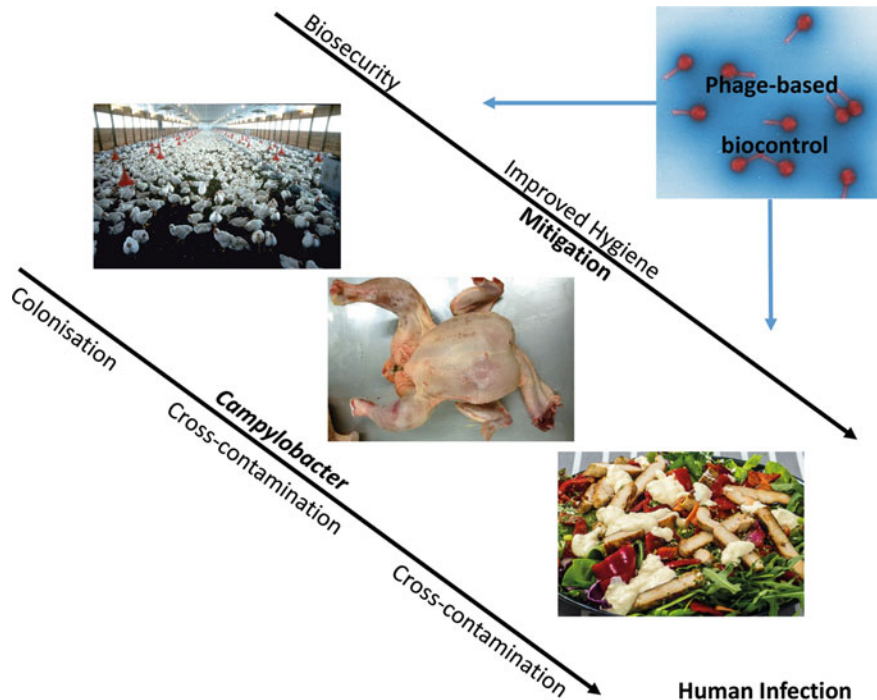 Biosecurity
Improved Hygiene
Mitigation
Phage-based
biocontrol
Colonisation
Campylobacter
Cross-contamination
Cross-contamination
Human Infection